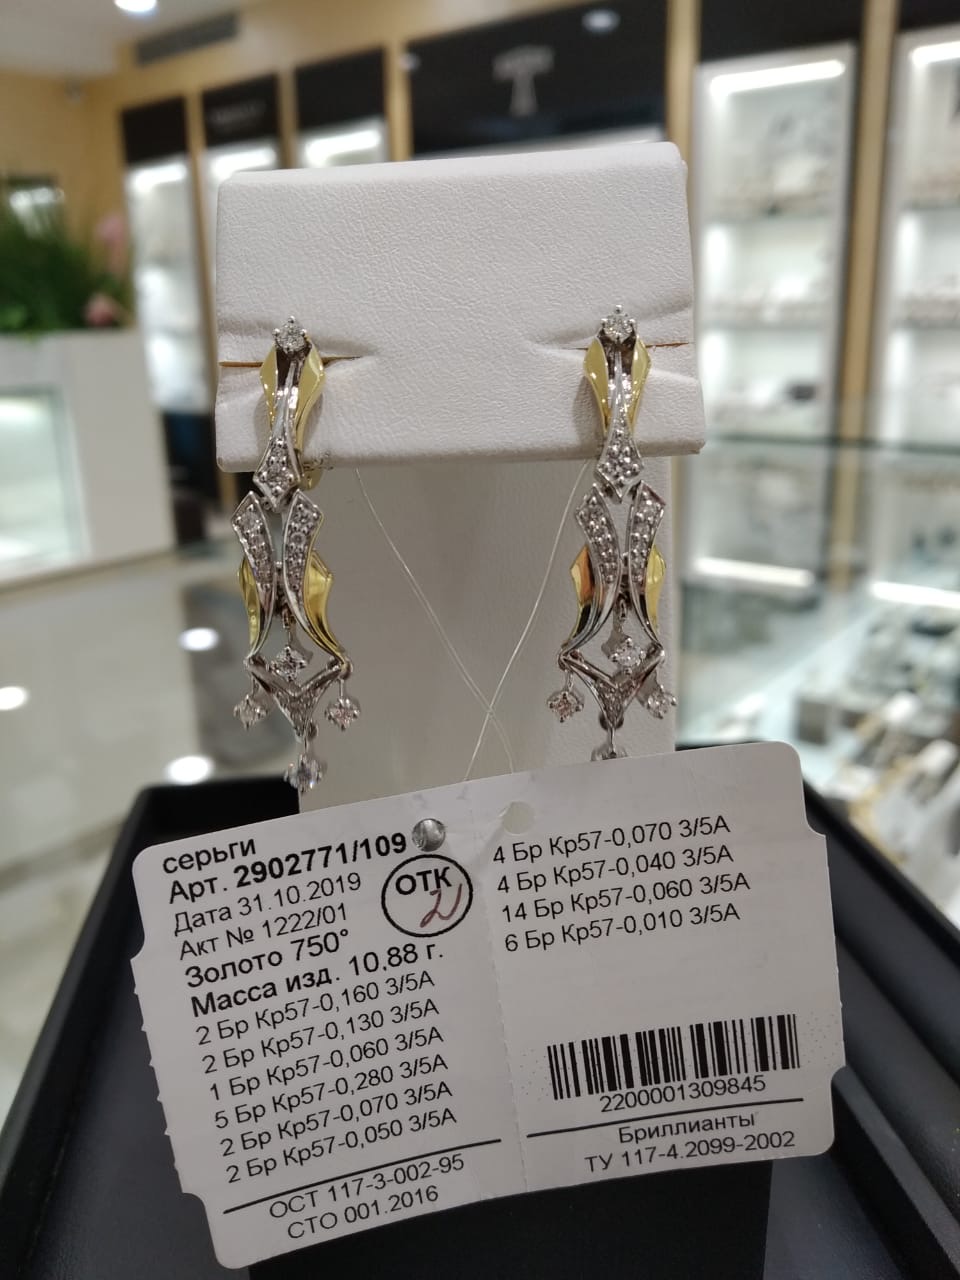 серьги
Арт. 2902771/109
Дата 31.10.2019
Акт № 1222/01
ОТК
Золото 750°
Масса изд. 10,88 г.
2 Бр Кр57-0,160 3/5А
2 Бр Кр57-0,130 3/5А
1 Бр Кр57-0,060 3/5А
5 Бр Кр57-0,280 3/5А
2 Бр Кр57-0,070 3/5А
2 Бр Кр57-0,050 3/5А
ОСТ 117-3-002-95
СТО 001.2016
4 Бр Кр57-0,070 3/5А
4 Бр Кр57-0,040 3/5А
14 Бр Кр57-0,060 3/5А
6 Бр Кр57-0,010 3/5А
2200001309845
Бриллианты
ТУ 117-4.2099-2002